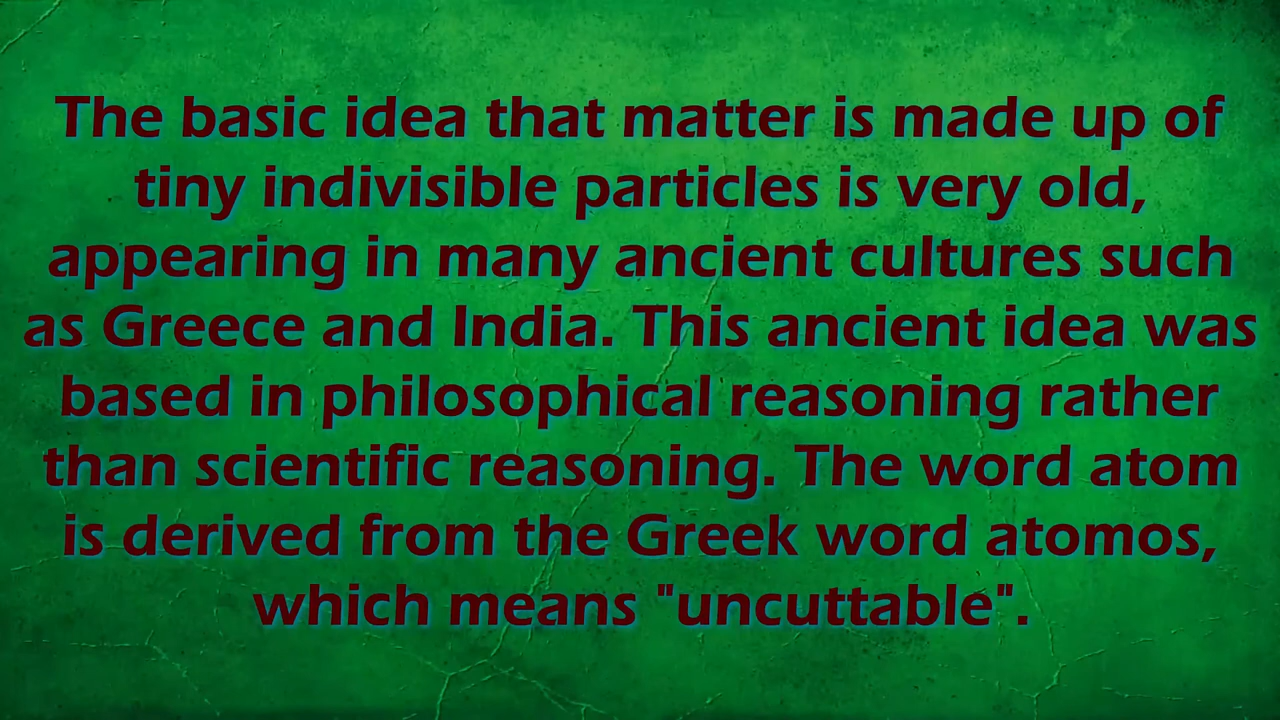 The basic idea that matter is made up of
tiny indivisible particles is very old,
appearing in many ancient cultures such
as Greece and India. This ancient idea was
based in philosophical reasoning rather
than scientific reasoning. The word atom
is derived from the Greek word atomos,
which means "uncuttable".